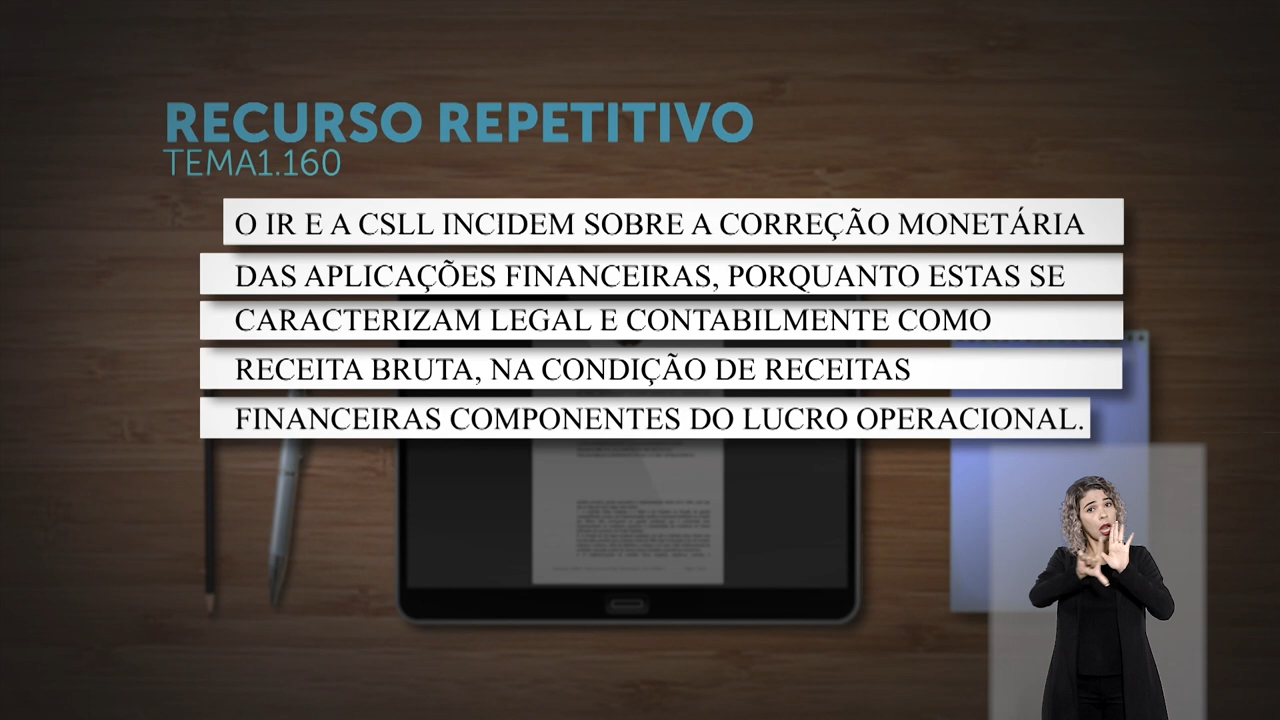 RECURSO REPETITIVO
TEMA1.160
O IR E A CSLL INCIDEM SOBRE A CORREÇÃO MONETÁRIA
DAS APLICAÇÕES FINANCEIRAS, PORQUANTO ESTAS SE
CARACTERIZAM LEGAL E CONTABILMENTE COMO
RECEITA BRUTA, NA CONDIÇÃO DE RECEITAS
FINANCEIRAS COMPONENTES DO LUCRO OPERACIONAL.